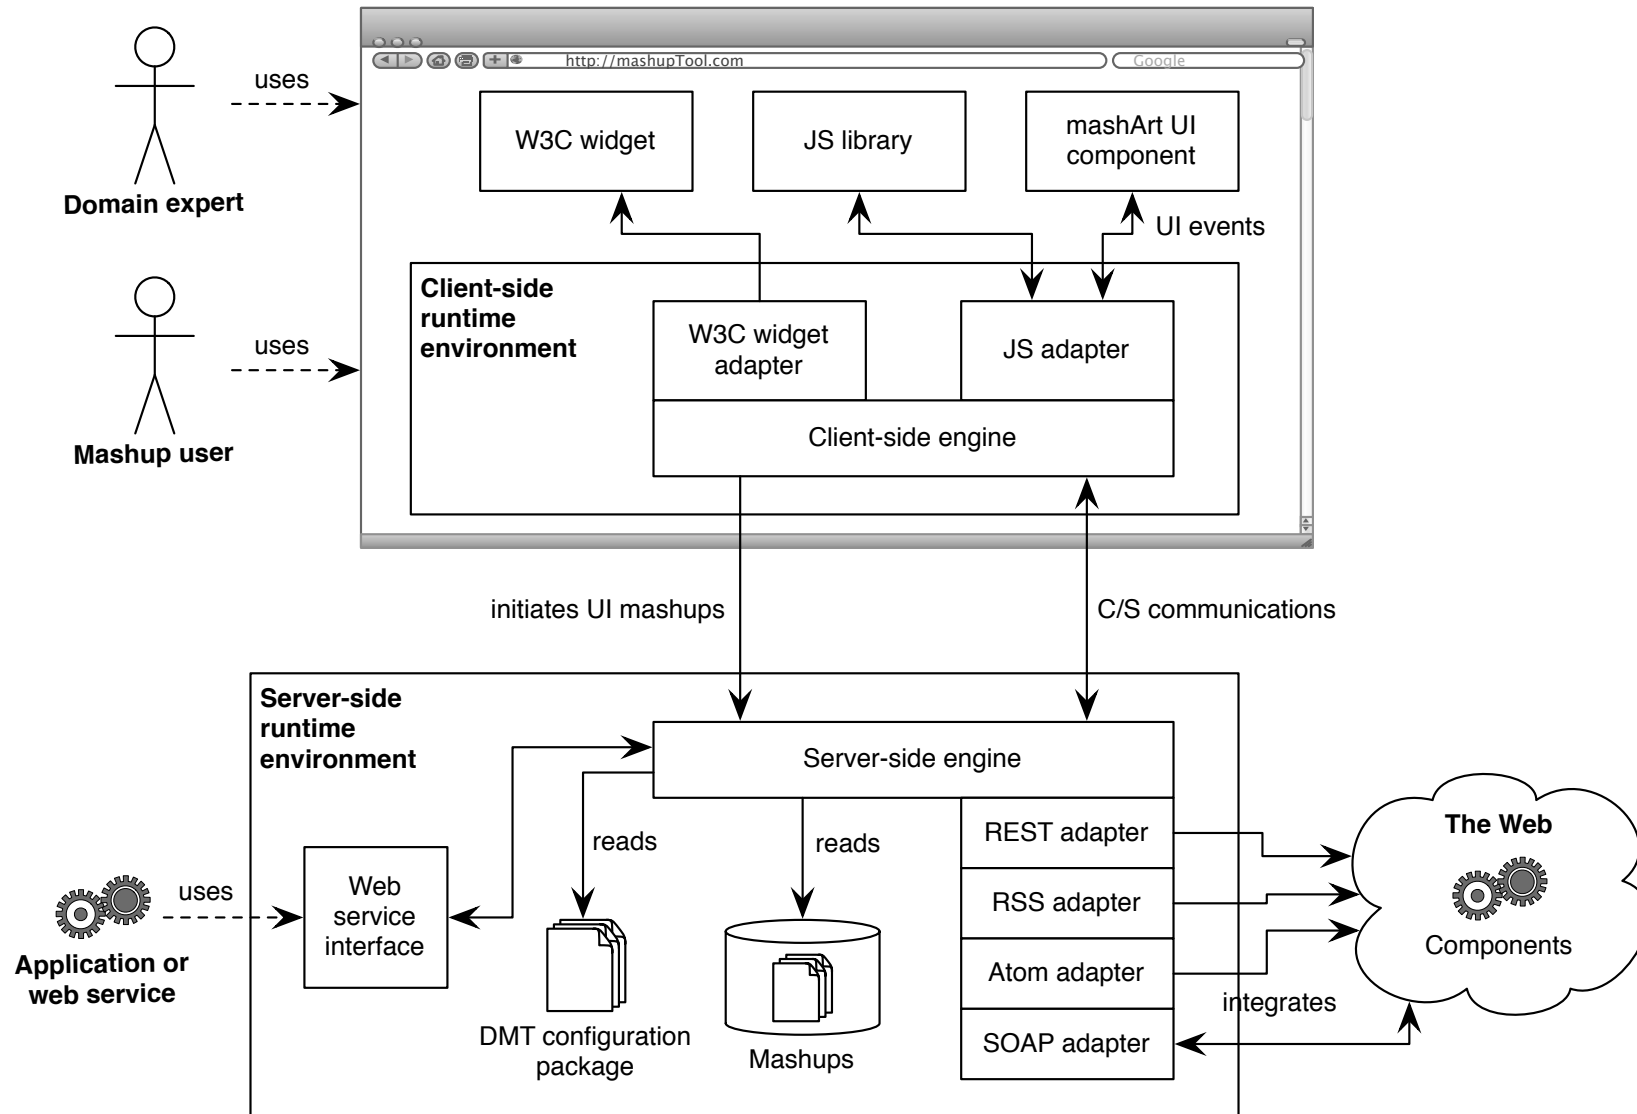 http://mashupTool.com
Google
uses
W3C widget
JS library
mashArt UI
component
Domain expert
UI events
Client-side
runtime
environment
uses
W3C widget
adapter
JS adapter
Mashup user
Client-side engine
initiates UI mashups
C/S communications
Server-side
runtime
environment
Server-side engine
reads
reads
REST adapter
The Web
uses
Web
service
interface
RSS adapter
Components
Application or
web service
Atom adapter
integrates
DMT configuration
package
Mashups
SOAP adapter